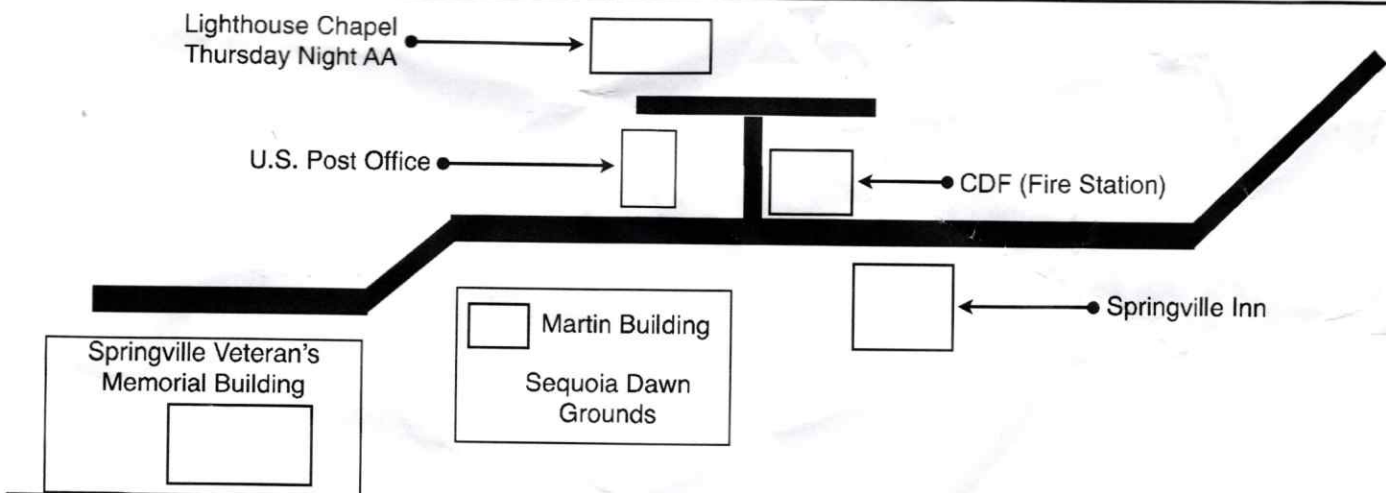 Lighthouse Chapel
Thursday Night AA
U.S. Post Office
CDF (Fire Station)
Springville Inn
Martin Building
Sequoia Dawn
Grounds
Springville Veteran's
Memorial Building